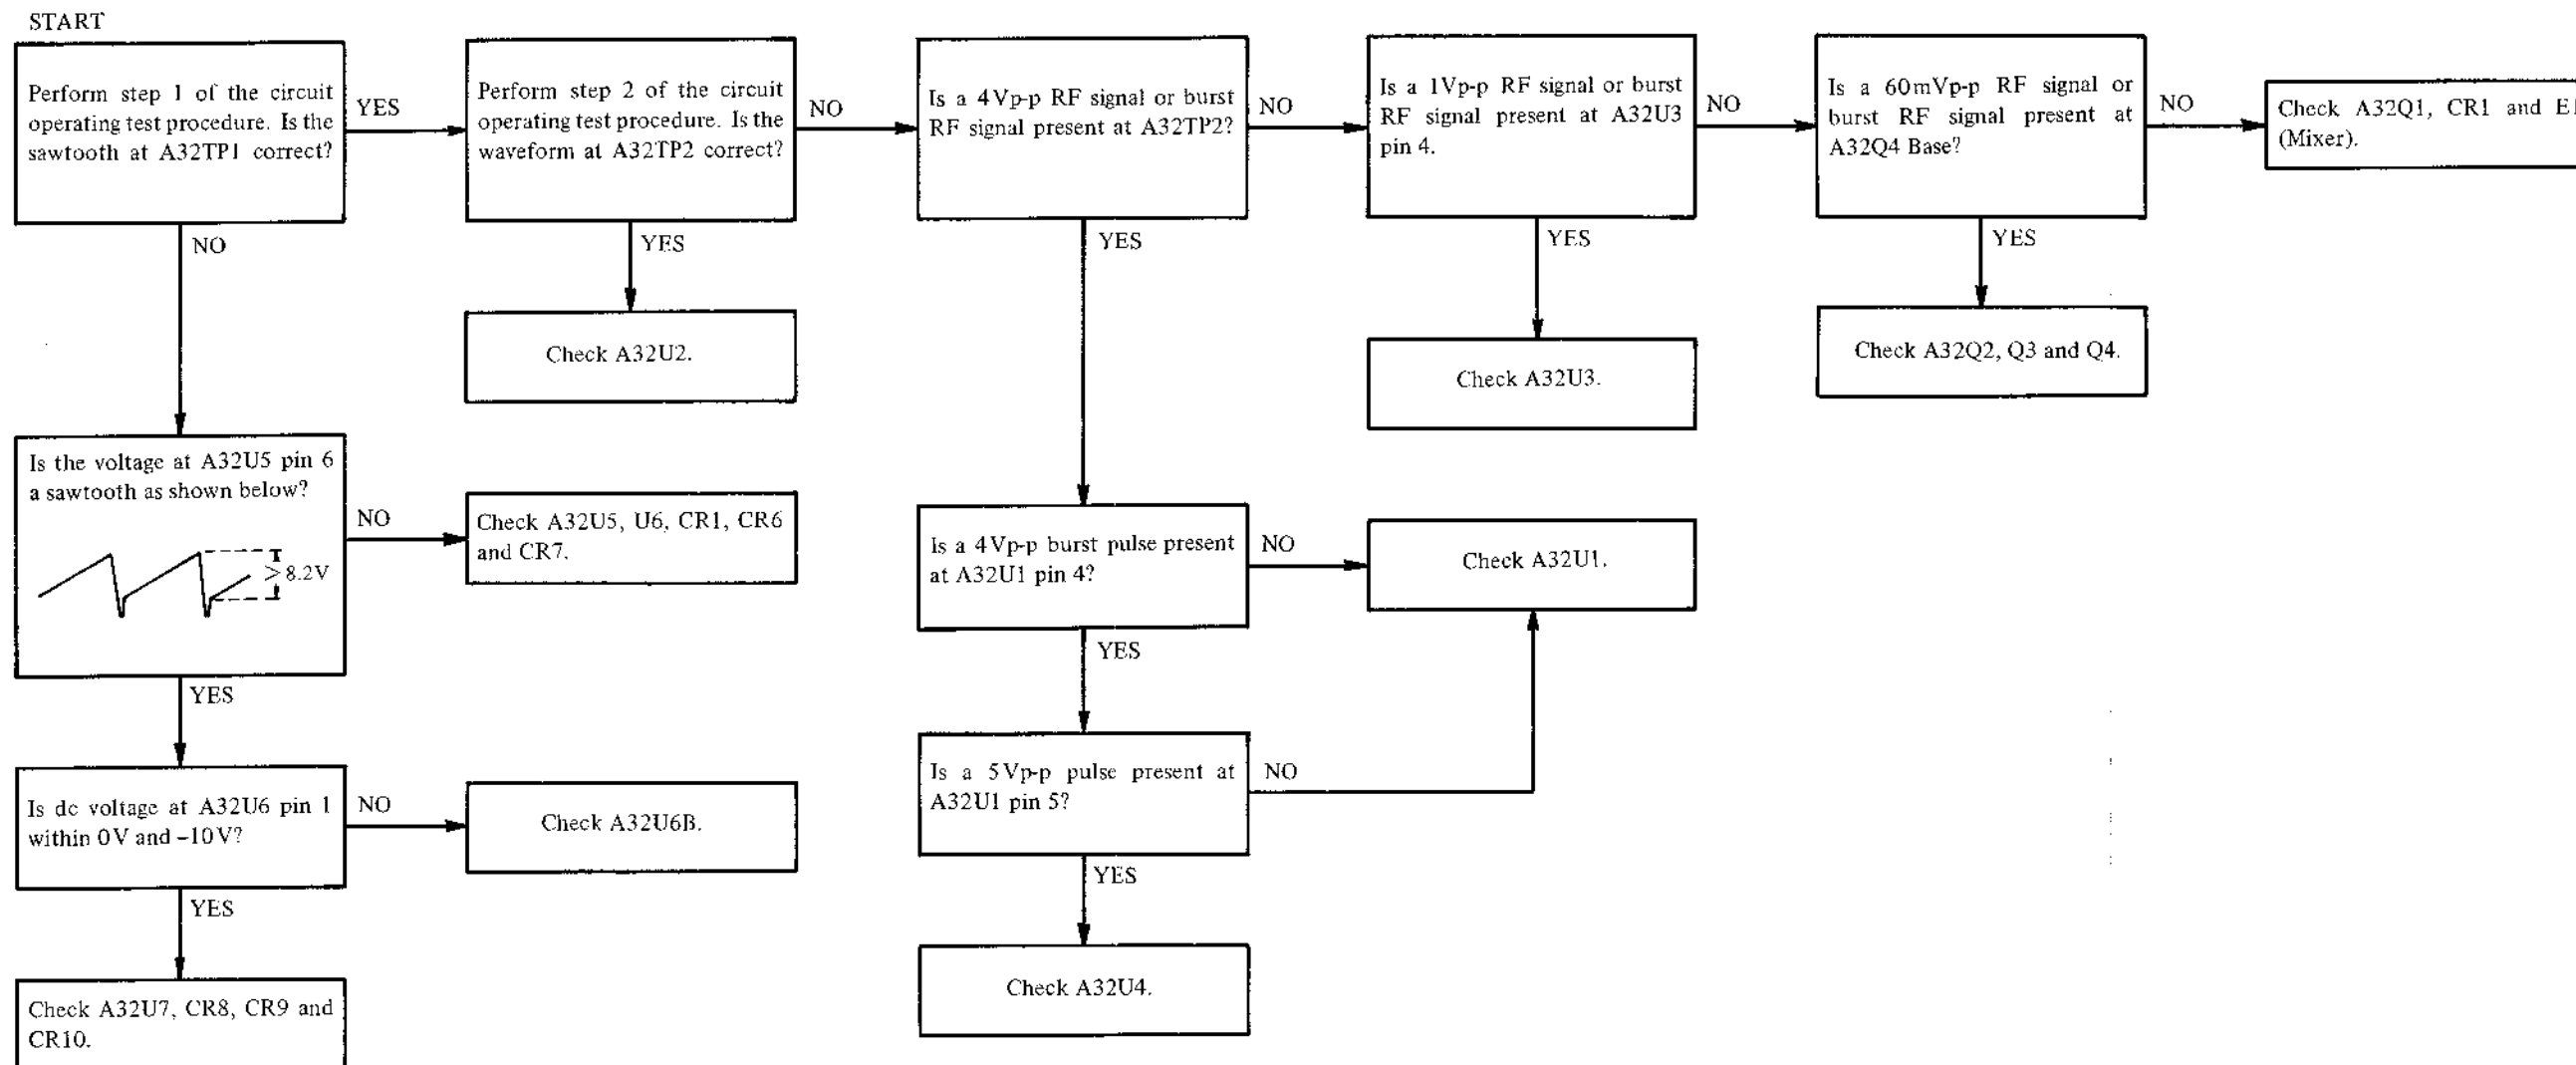 START
Perform step 1 of the circuit
operating test procedure. Is the
sawtooth at A32TP1 correct?
YES
NO
Perform step 2 of the circuit
operating test procedure. Is the
waveform at A32TP2 correct?
NO
YES
Check A32U2.
Is a 4Vp-p RF signal or burst
RF signal present at A32TP2?
NO
YES
Is a 1Vp-p RF signal or burst
RF signal present at A32U3
pin 4.
NO
YES
Check A32U3.
Is a 60mVp-p RF signal or
burst RF signal present at
A32Q4 Base?
NO
YES
Check A32Q2, Q3 and Q4.
Check A32Q1, CR1 and
(Mixer).
Is the voltage at A32U5 pin 6
a sawtooth as shown below?
>8.2V
NO
YES
Check A32U5, U6, CR1, CR6
and CR7.
Is dc voltage at A32U6 pin 1
within 0V and -10V?
NO
YES
Check A32U6B.
Check A32U7, CR8, CR9 and
CR10.
Is a 4Vp-p burst pulse present
at A32U1 pin 4?
NO
YES
Check A32U1.
Is a 5Vp-p pulse present at
A32U1 pin 5?
NO
YES
Check A32U4.